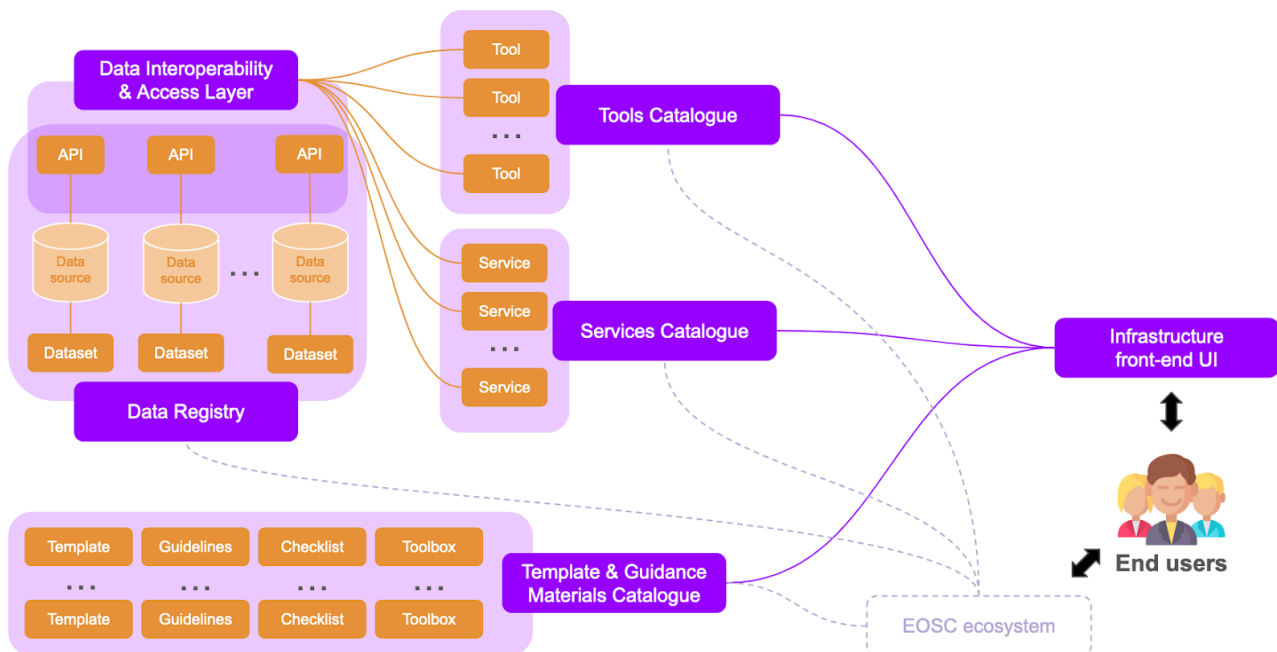 Data Interoperability
& Access Layer
API
API
API
Data
source
Data
source
...
Data
source
Dataset
Dataset
Dataset
Data Registry
Tool
Tool
...
Tool
Tools Catalogue
Service
Service
...
Service
Services Catalogue
Infrastructure
front-end UI
End users
Template
Guidelines
Checklist
Toolbox
...
...
...
...
Template
Guidelines
Checklist
Toolbox
Template & Guidance
Materials Catalogue
EOSC ecosystem